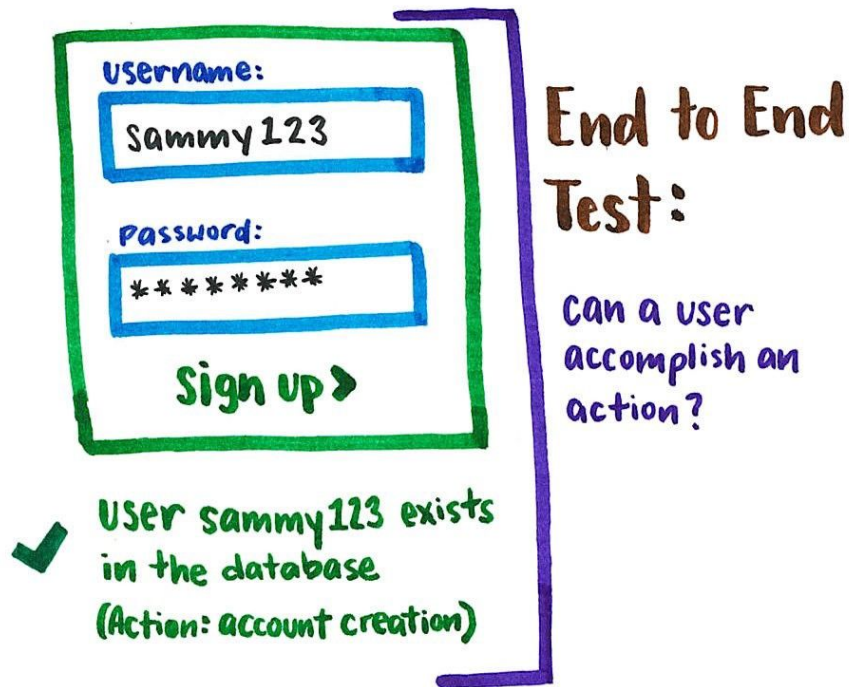 username:
sammy123
password:
********
Sign up >
user sammy123 exists
in the database
(Action: account creation)
End to End
Test:
can a user
accomplish an
action?